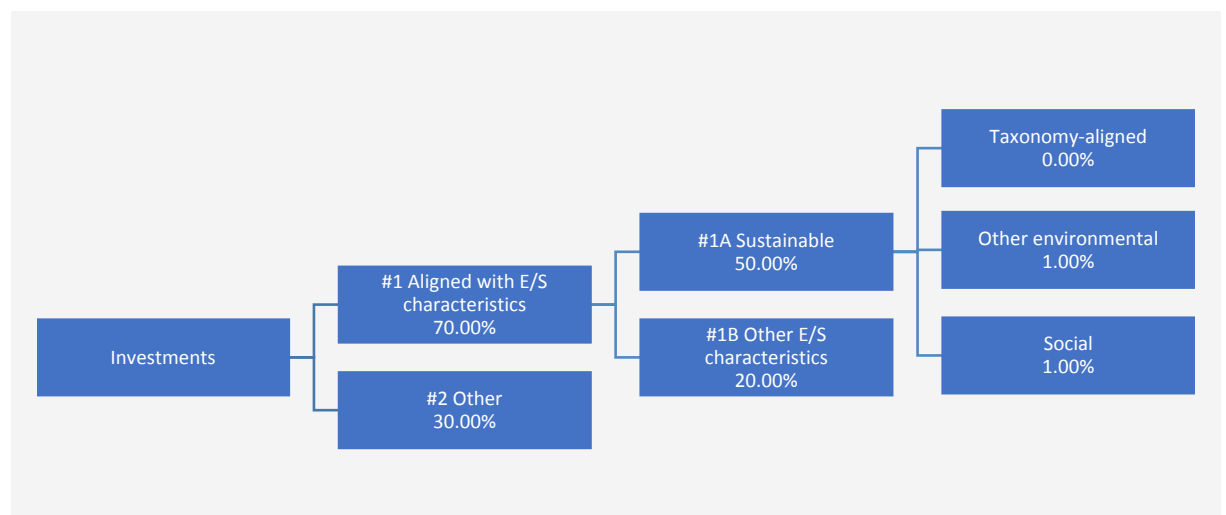 Investments
#1 Aligned with E/S
characteristics
70.00%
#2 Other
30.00%
#1A Sustainable
50.00%
#1B Other E/S
characteristics
20.00%
Taxonomy-aligned
0.00%
Other environmental
1.00%
Social
1.00%